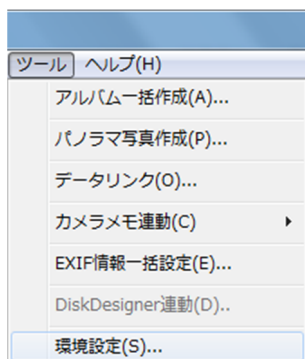 ツール ヘルプ(H)
アルバム一括作成(A)...
パノラマ写真作成(P)...
データリンク(O)...
カメラメモ連動(C)
EXIF情報一括設定(E)...
DiskDesigner連動(D)..
環境設定(S)...